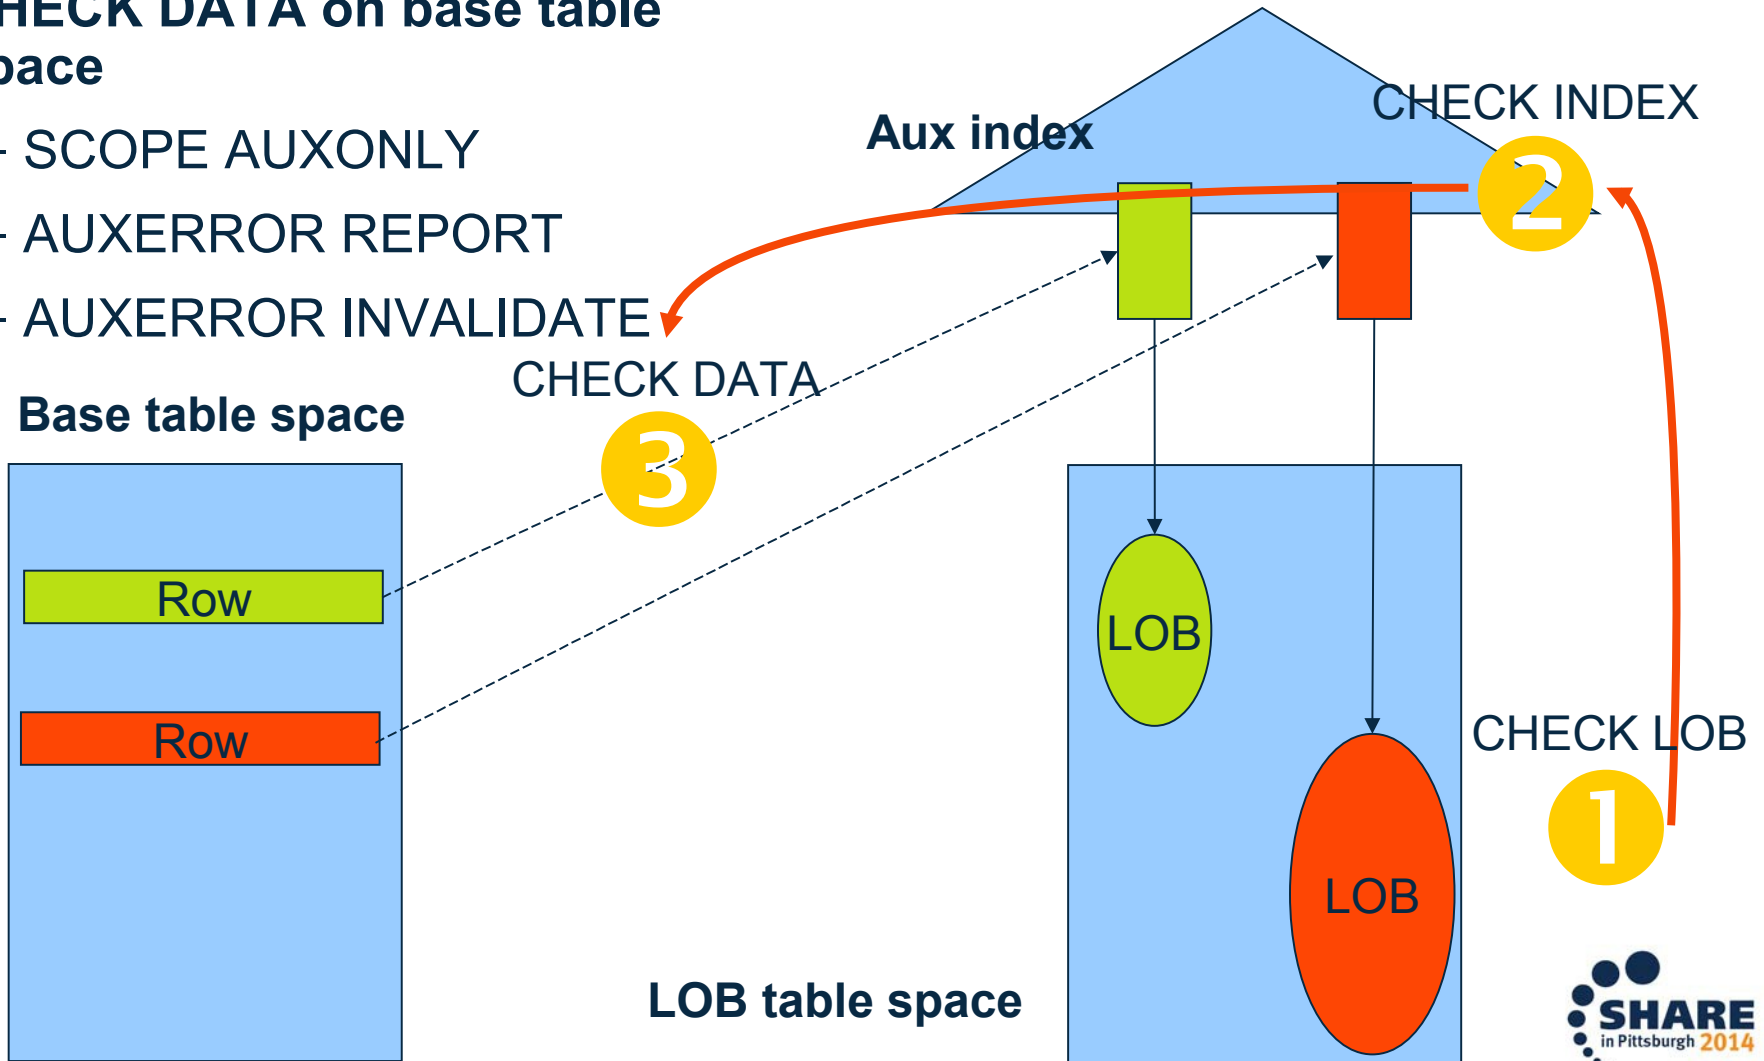 HECK DATA on base table
pace
- SCOPE AUXONLY
- AUXERROR REPORT
- AUXERROR INVALIDATE
Aux index
CHECK INDEX
2
CHECK DATA
3
Base table space
Row
Row
LOB
LOB
CHECK LOB
1
LOB table space
SHARE
in Pittsburgh 2014